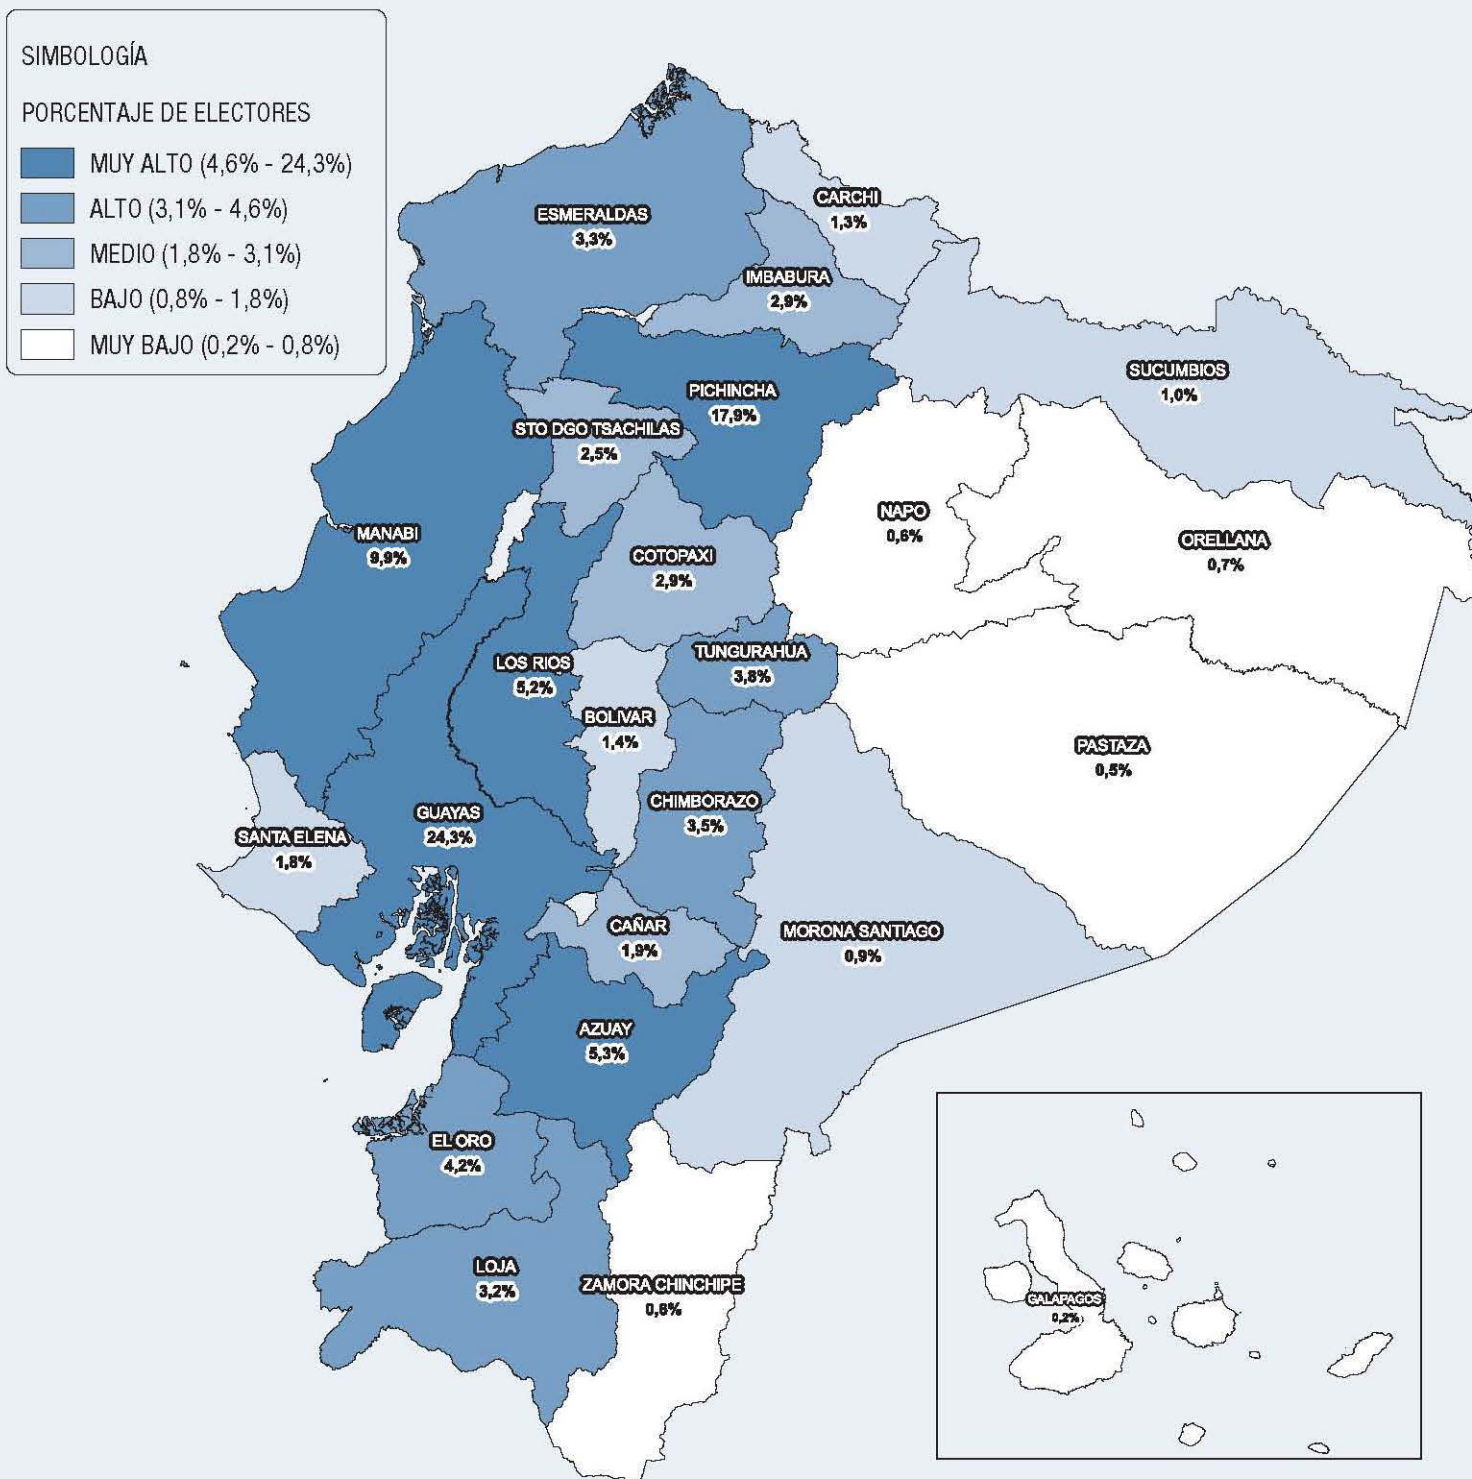 SIMBOLOGÍA
PORCENTAJE DE ELECTORES
MUY ALTO (4,6% - 24,3%)
ALTO (3,1% - 4,6%)
MEDIO (1,8% - 3,1%)
BAJO (0,8% - 1,8%)
MUY BAJO (0,2% - 0,8%)
CARCHI
1,3%
ESMERALDAS
3,3%
IMBABURA
2,9%
SUCUMBIOS
1,0%
PICHINCHA
17,9%
STO DGO TSACHILAS
2,5%
NAPO
0,6%
MANABI
9,9%
ORELLANA
0,7%
COTOPAXI
2,9%
TUNGURAHUA
3,8%
LOS RIOS
5,2%
BOLIVAR
1,4%
PASTAZA
0,5%
CHIMBORAZO
3,5%
GUAYAS
24,3%
SANTA ELENA
1,8%
CAÑAR
1,9%
MORONA SANTIAGO
0,9%
AZUAY
5,3%
EL ORO
4,2%
LOJA
3,2%
ZAMORA CHINCHIPE
0,6%
GALAPAGOS
0,2%